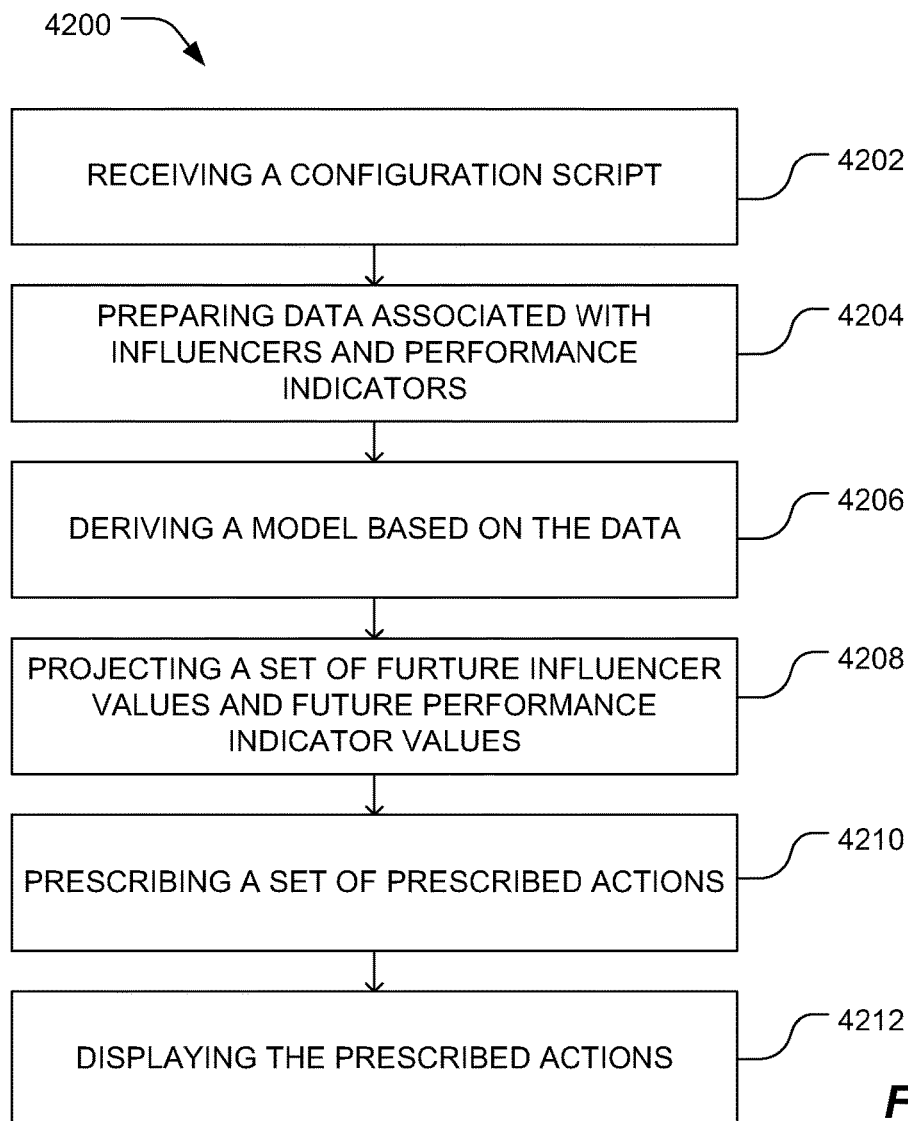 4200
RECEIVING A CONFIGURATION SCRIPT
4202
PREPARING DATA ASSOCIATED WITH
INFLUENCERS AND PERFORMANCE
INDICATORS
4204
DERIVING A MODEL BASED ON THE DATA
4206
PROJECTING A SET OF FURTURE INFLUENCER
VALUES AND FUTURE PERFORMANCE
INDICATOR VALUES
4208
PRESCRIBING A SET OF PRESCRIBED ACTIONS
4210
DISPLAYING THE PRESCRIBED ACTIONS
4212
F